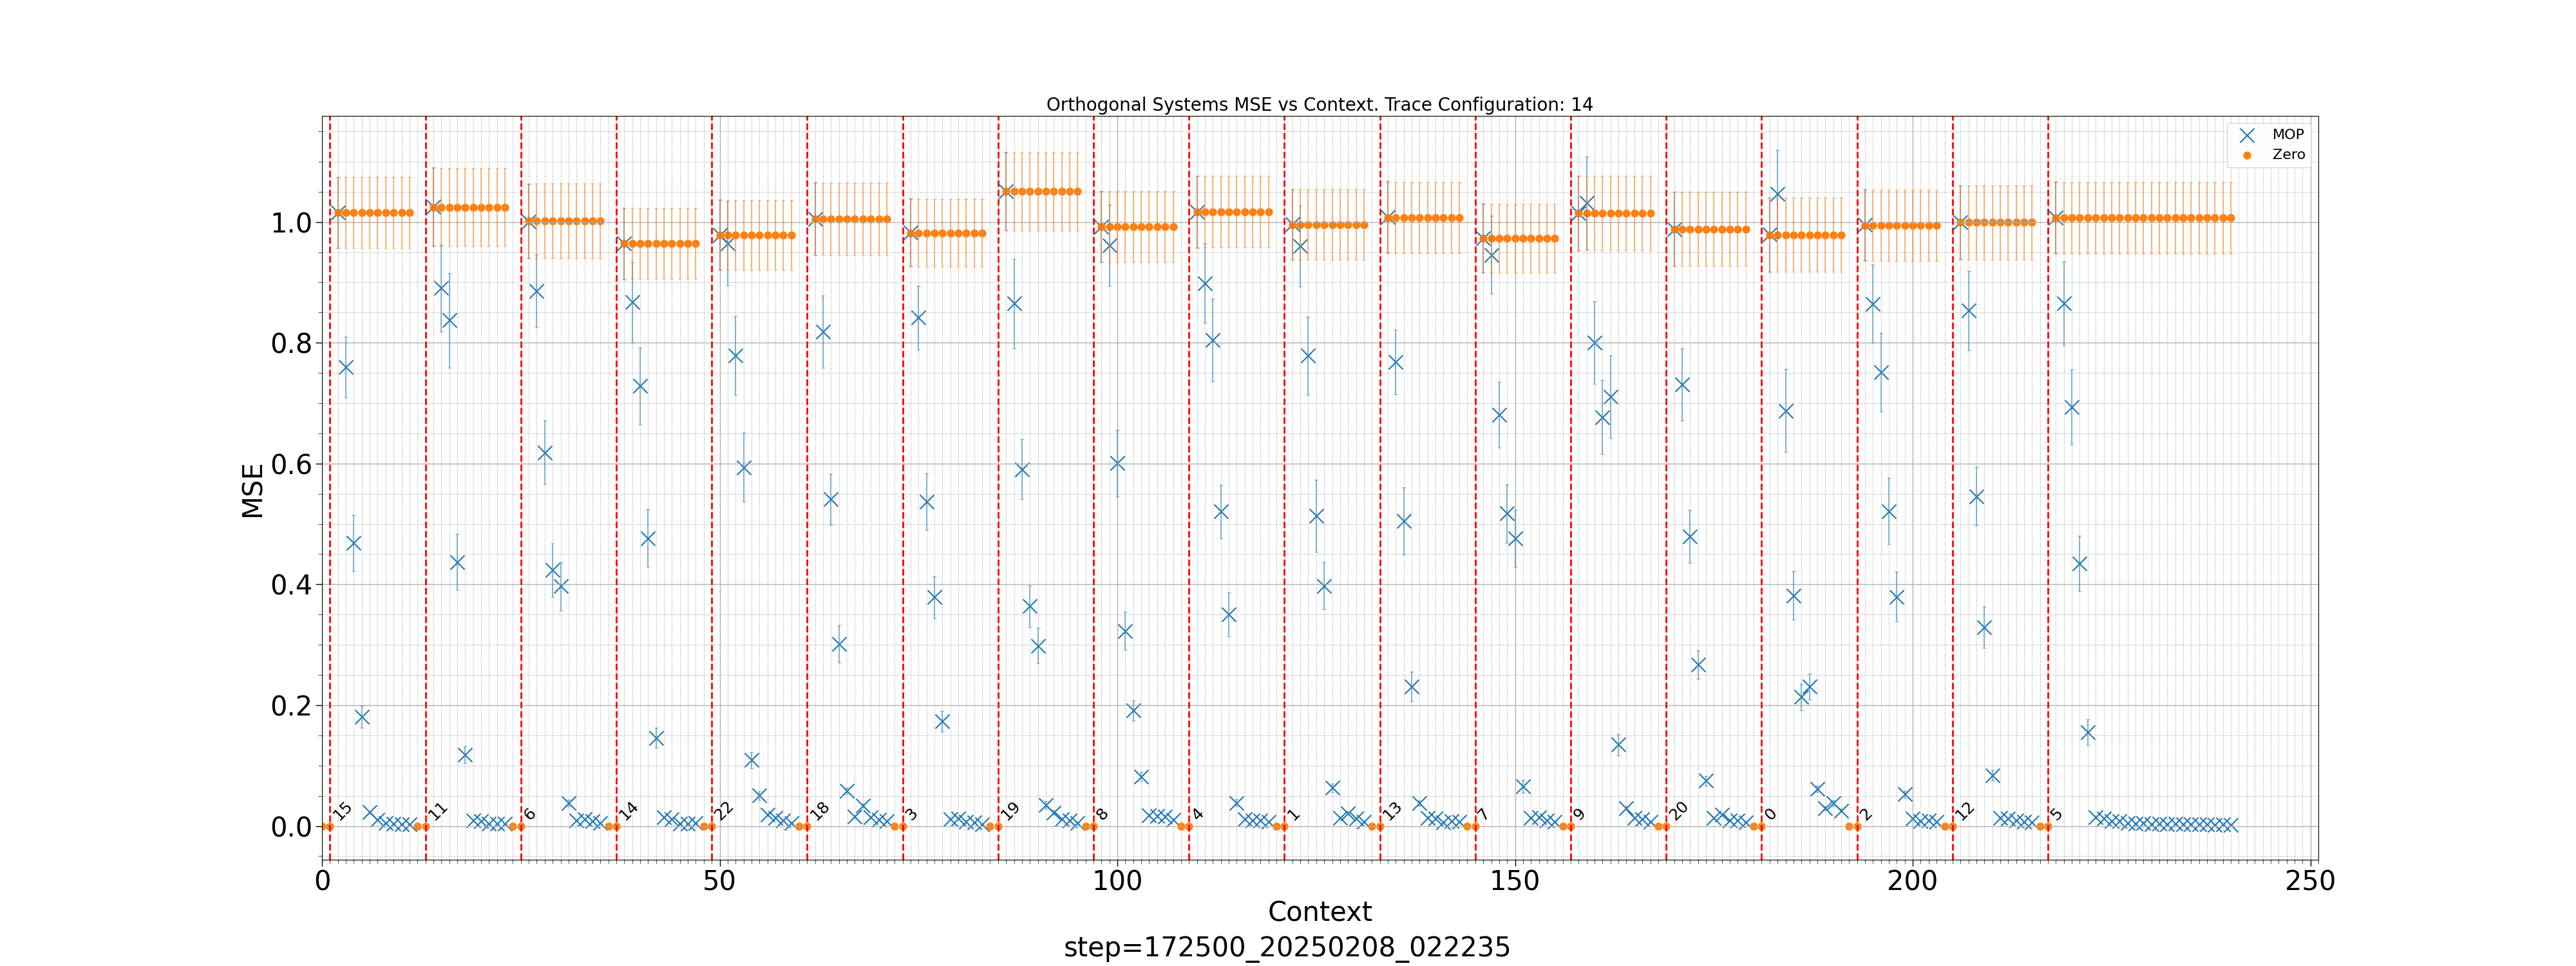 Orthogonal Systems MSE vs Context. Trace Configuration: 14
MOP
Zero
MSE
1.0
0.8
0.6
0.4
0.2
0.0
15 11 6 14 22 18 3 19 8 4 1 13 7 9 20 0 2 12 5
0 50 100 150 200 250
Context
step=172500_20250208_022235